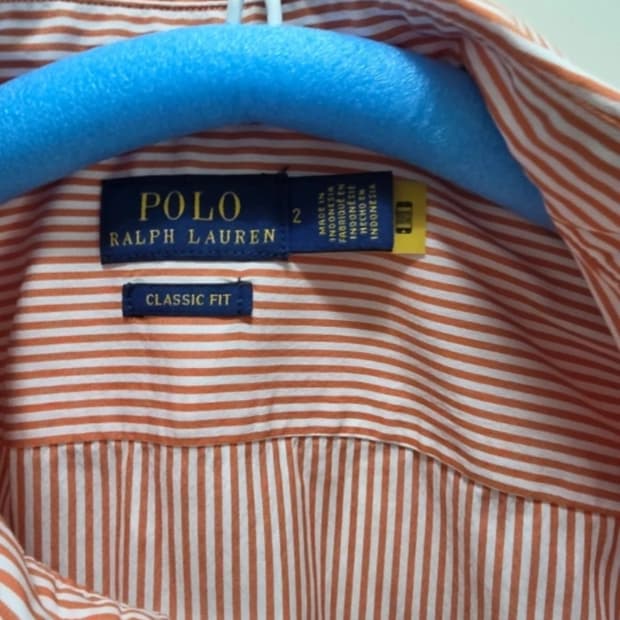 POLO
RALPH LAUREN
2
MADE IN
INDONESIA
FABRIQUÉ EN
INDONÉSIE
HECHO EN
INDONESIA
CLASSIC FIT